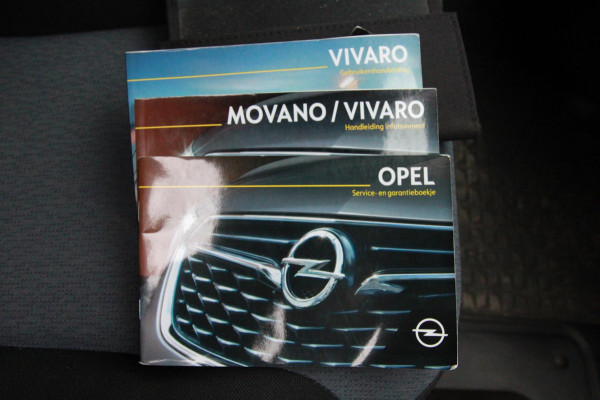 VIVARO
Gebruikershandleiding
MOVANO / VIVARO
Handleiding infotainment
OPEL
Service- en garantieboekje